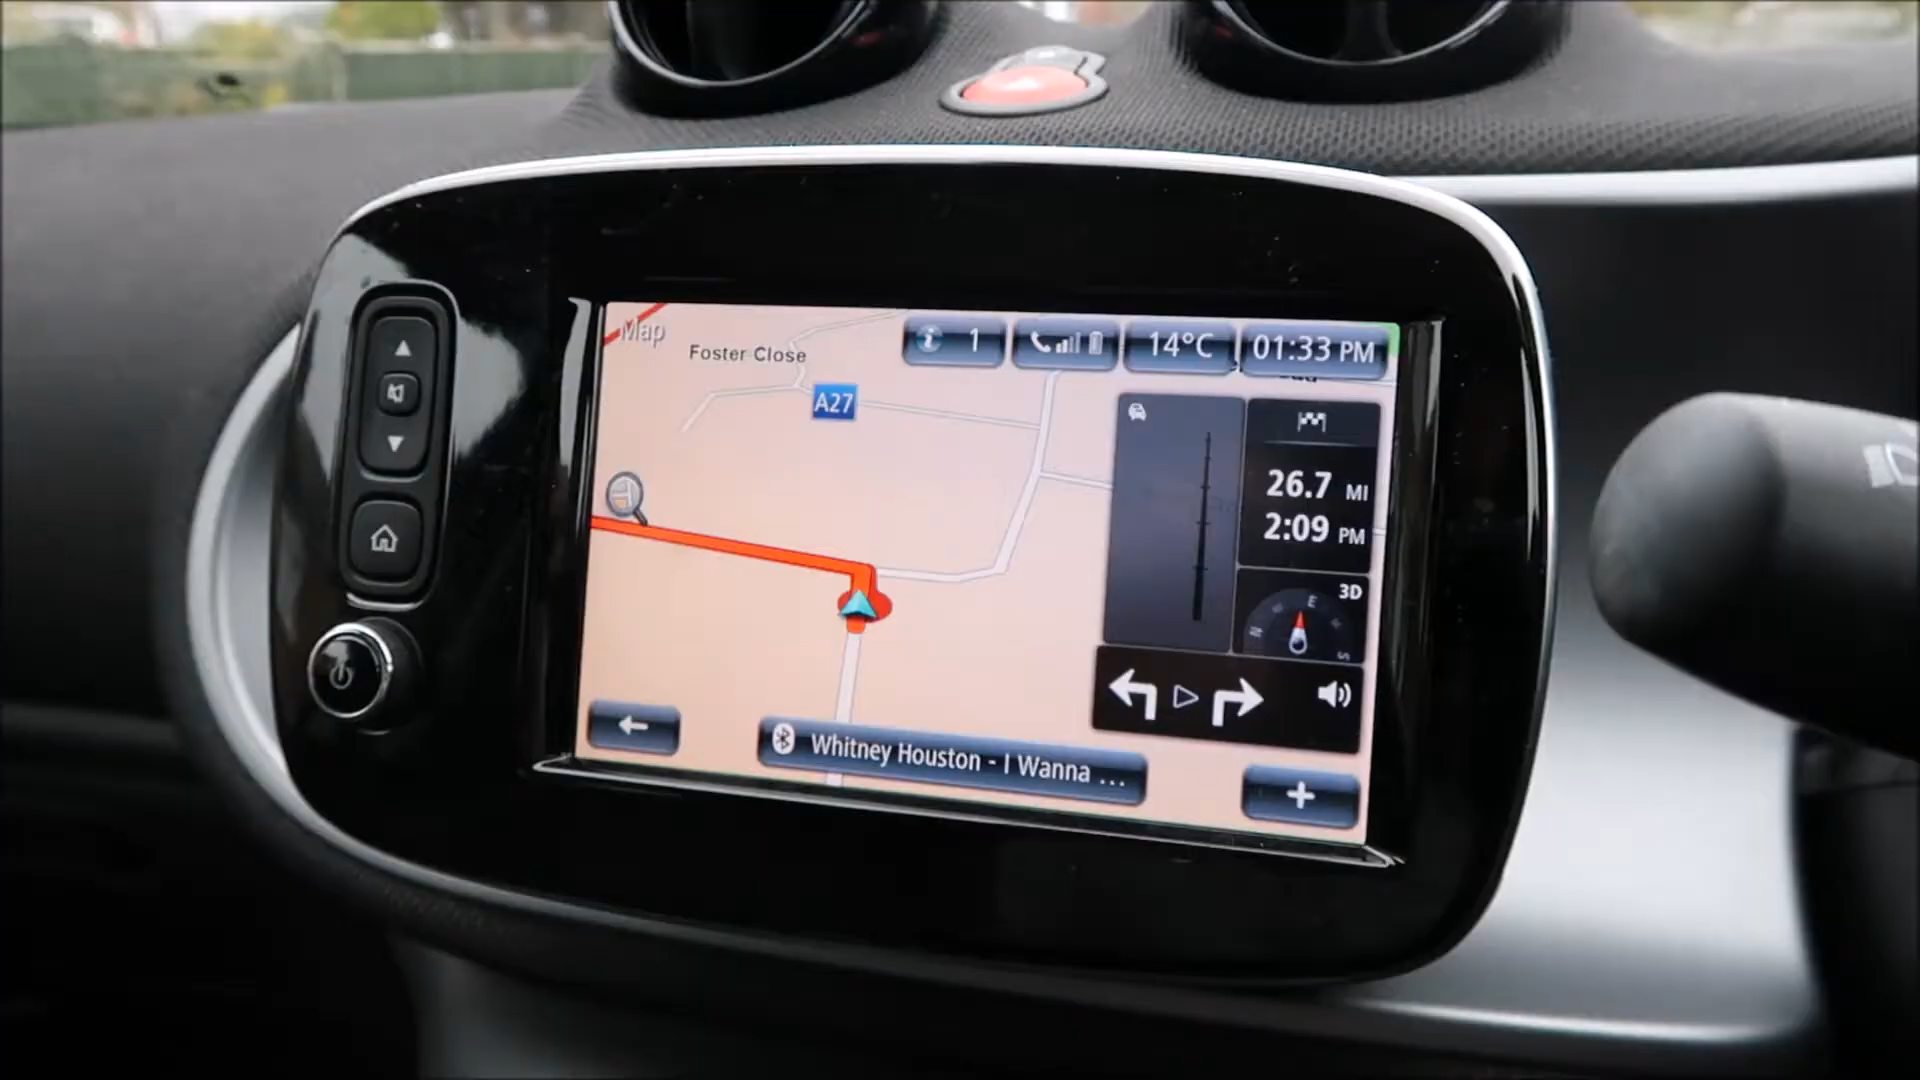 Map
Foster Close
A27
1
14°C
01:33 PM
26.7 MI
2:09 PM
3D
E
N
S
Whitney Houston - I Wanna ...